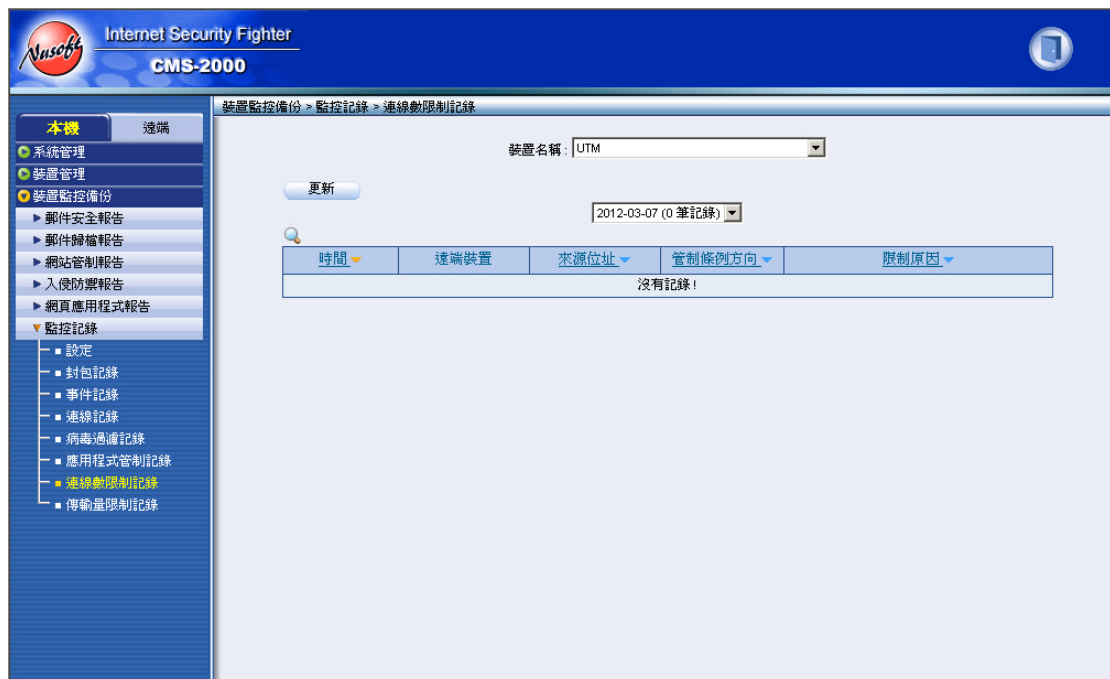 Nusoft
Internet Security Fighter
CMS-2000
裝置監控備份 > 監控記錄 > 連線數限制記錄
本機 遠端
系統管理
裝置管理
裝置監控備份
郵件安全報告
郵件歸檔報告
網站管制報告
入侵防禦報告
網頁應用程式報告
監控記錄
設定
封包記錄
事件記錄
連線記錄
病毒過濾記錄
應用程式管制記錄
連線數限制記錄
傳輸量限制記錄
裝置名稱 : UTM
更新
2012-03-07 (0 筆記錄)
時間 遠端裝置 來源位址 管制條例方向 限制原因
沒有記錄 !